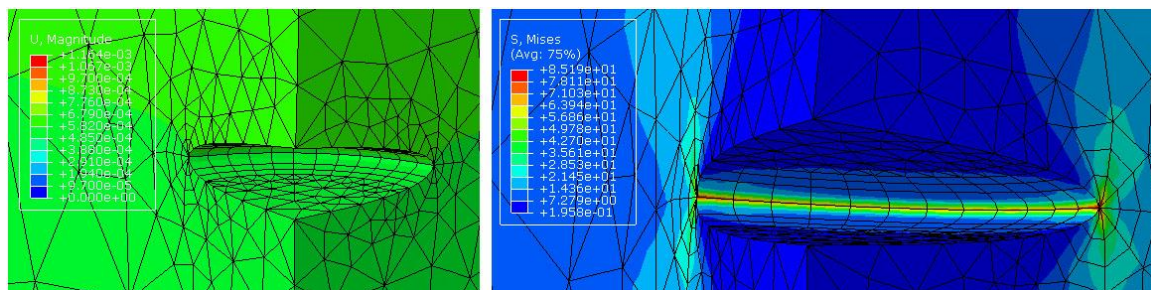 U, Magnitude
+1.164e-03
+1.067e-03
+9.700e-04
+8.730e-04
+7.760e-04
+6.790e-04
+5.820e-04
+4.850e-04
+3.880e-04
+2.910e-04
+1.940e-04
+9.700e-05
+0.000e+00
S, Mises
(Avg: 75%)
+8.519e+01
+7.811e+01
+7.103e+01
+6.394e+01
+5.686e+01
+4.978e+01
+4.270e+01
+3.561e+01
+2.853e+01
+2.145e+01
+1.436e+01
+7.279e+00
+1.958e-01